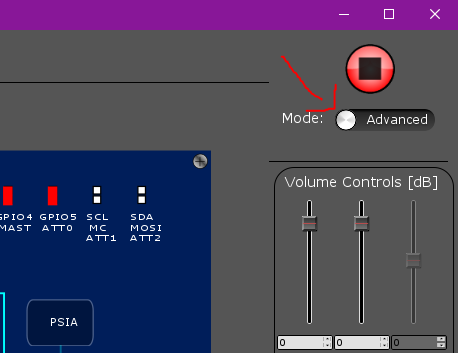 Mode: Advanced
Volume Controls [dB]
GPIO4 GPIO5 SCL SDA
MAST ATT0 MC MOSI
ATT1 ATT2
PSIA
0 0 0